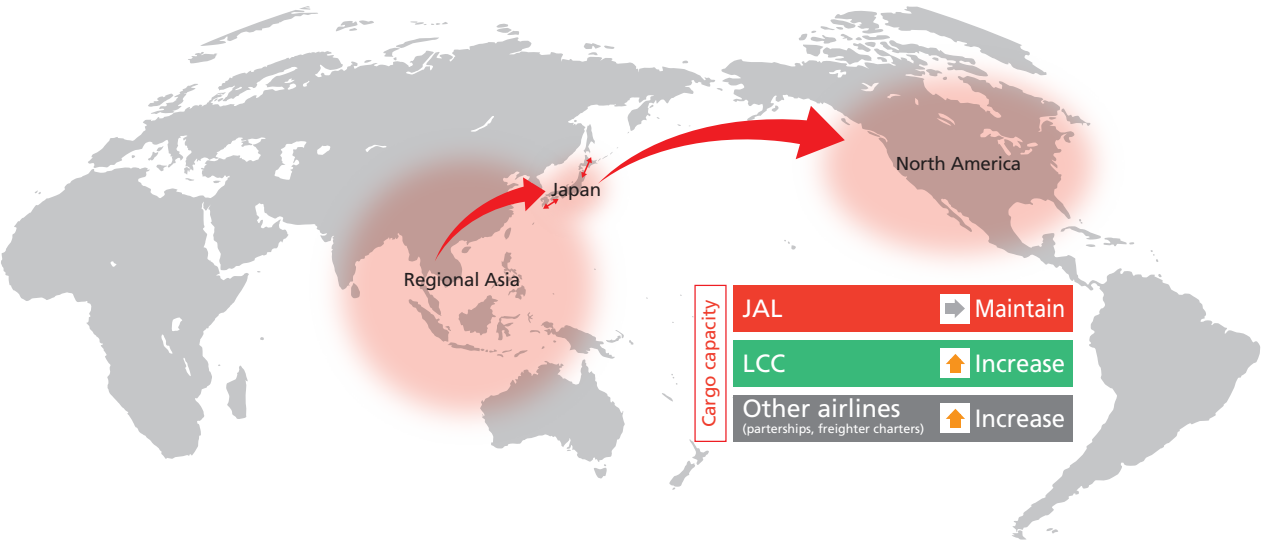 North America
Japan
Regional Asia
Cargo capacity
JAL
Maintain
LCC
Increase
Other airlines
(parterships, freighter charters)
Increase